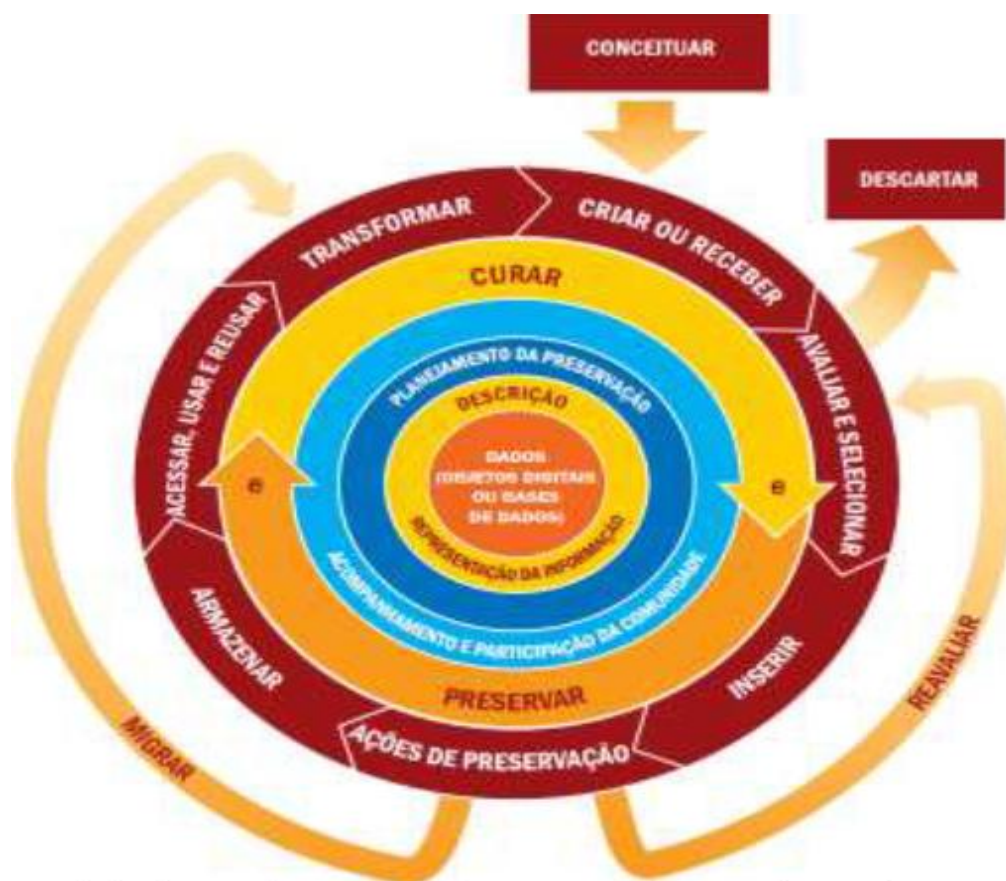 CONCEITUAR
DESCARTAR
TRANSFORMAR
CRIAR OU RECEBER
AVALIAR E SELECIONAR
INSERIR
AÇÕES DE PRESERVAÇÃO
ARMAZENAR
ACESSAR, USAR E REUSAR
CURAR
e
PRESERVAR
e
PLANEJAMENTO DA PRESERVAÇÃO
ACOMPANHAMENTO E PARTICIPAÇÃO DA COMUNIDADE
DESCRIÇÃO
REPRESENTAÇÃO DA INFORMAÇÃO
DADOS
(OBJETOS DIGITAIS
OU BASES
DE DADOS)
MIGRAR
REAVALIAR